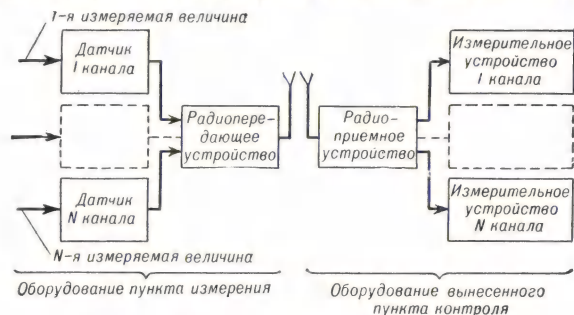 1-я измеряемая величина
Датчик
I канала
Радиопере-
дающее
устройство
Датчик
N канала
N-я измеряемая величина
Оборудование пункта измерения
Измерительное
устройство
I канала
Радио-
приемное
устройство
Измерительное
устройство
N канала
Оборудование вынесенного
пункта контроля